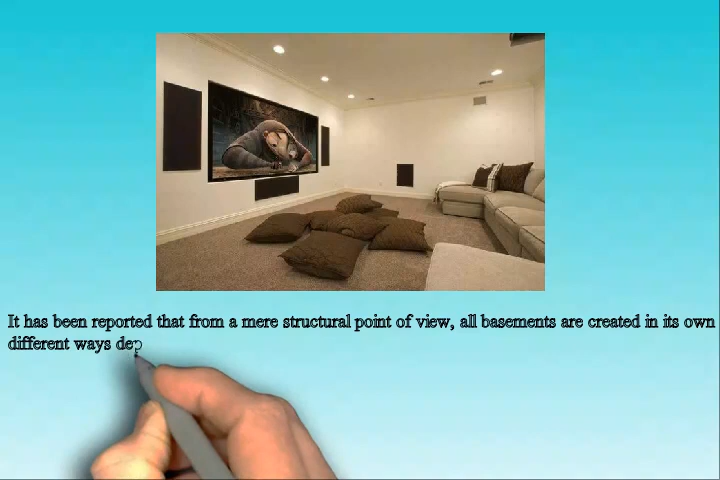 It has been reported that from a mere structural point of view, all basements are created in its own
different ways dep